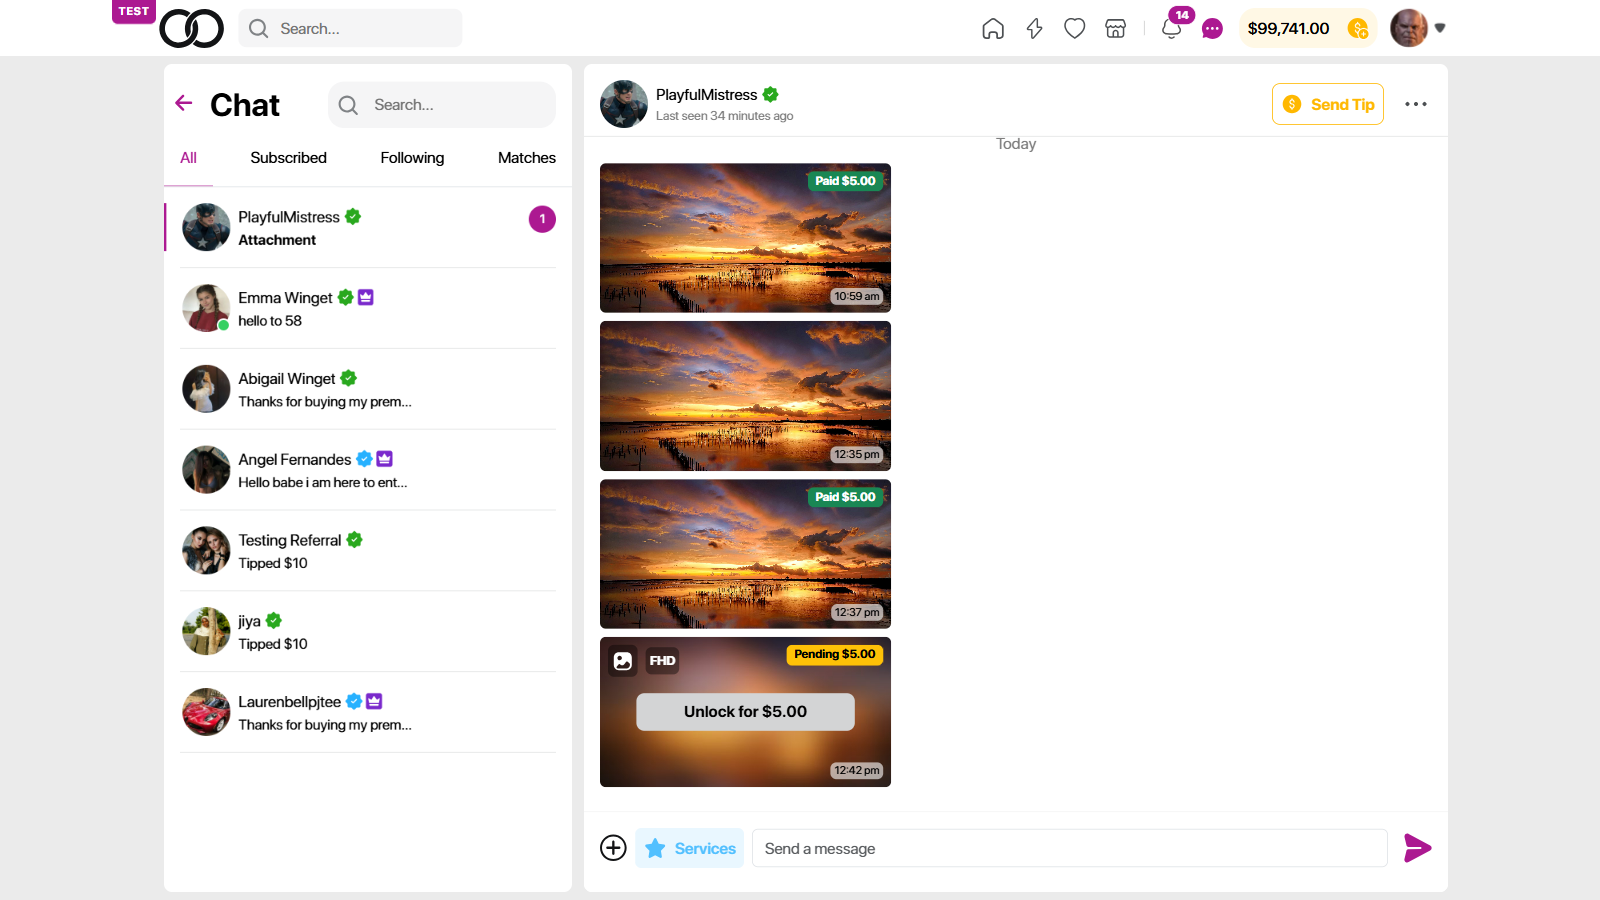 TEST
Search...
14
$99,741.00
Chat
Search...
All
Subscribed
Following
Matches
PlayfulMistress
Attachment
1
Emma Winget
hello to 58
Abigail Winget
Thanks for buying my prem...
Angel Fernandes
Hello babe i am here to ent...
Testing Referral
Tipped $10
jiya
Tipped $10
Laurenbellpjtee
Thanks for buying my prem...
PlayfulMistress
Last seen 34 minutes ago
Send Tip
Today
Paid $5.00
10:59 am
12:35 pm
Paid $5.00
12:37 pm
FHD
Pending $5.00
Unlock for $5.00
12:42 pm
Services
Send a message